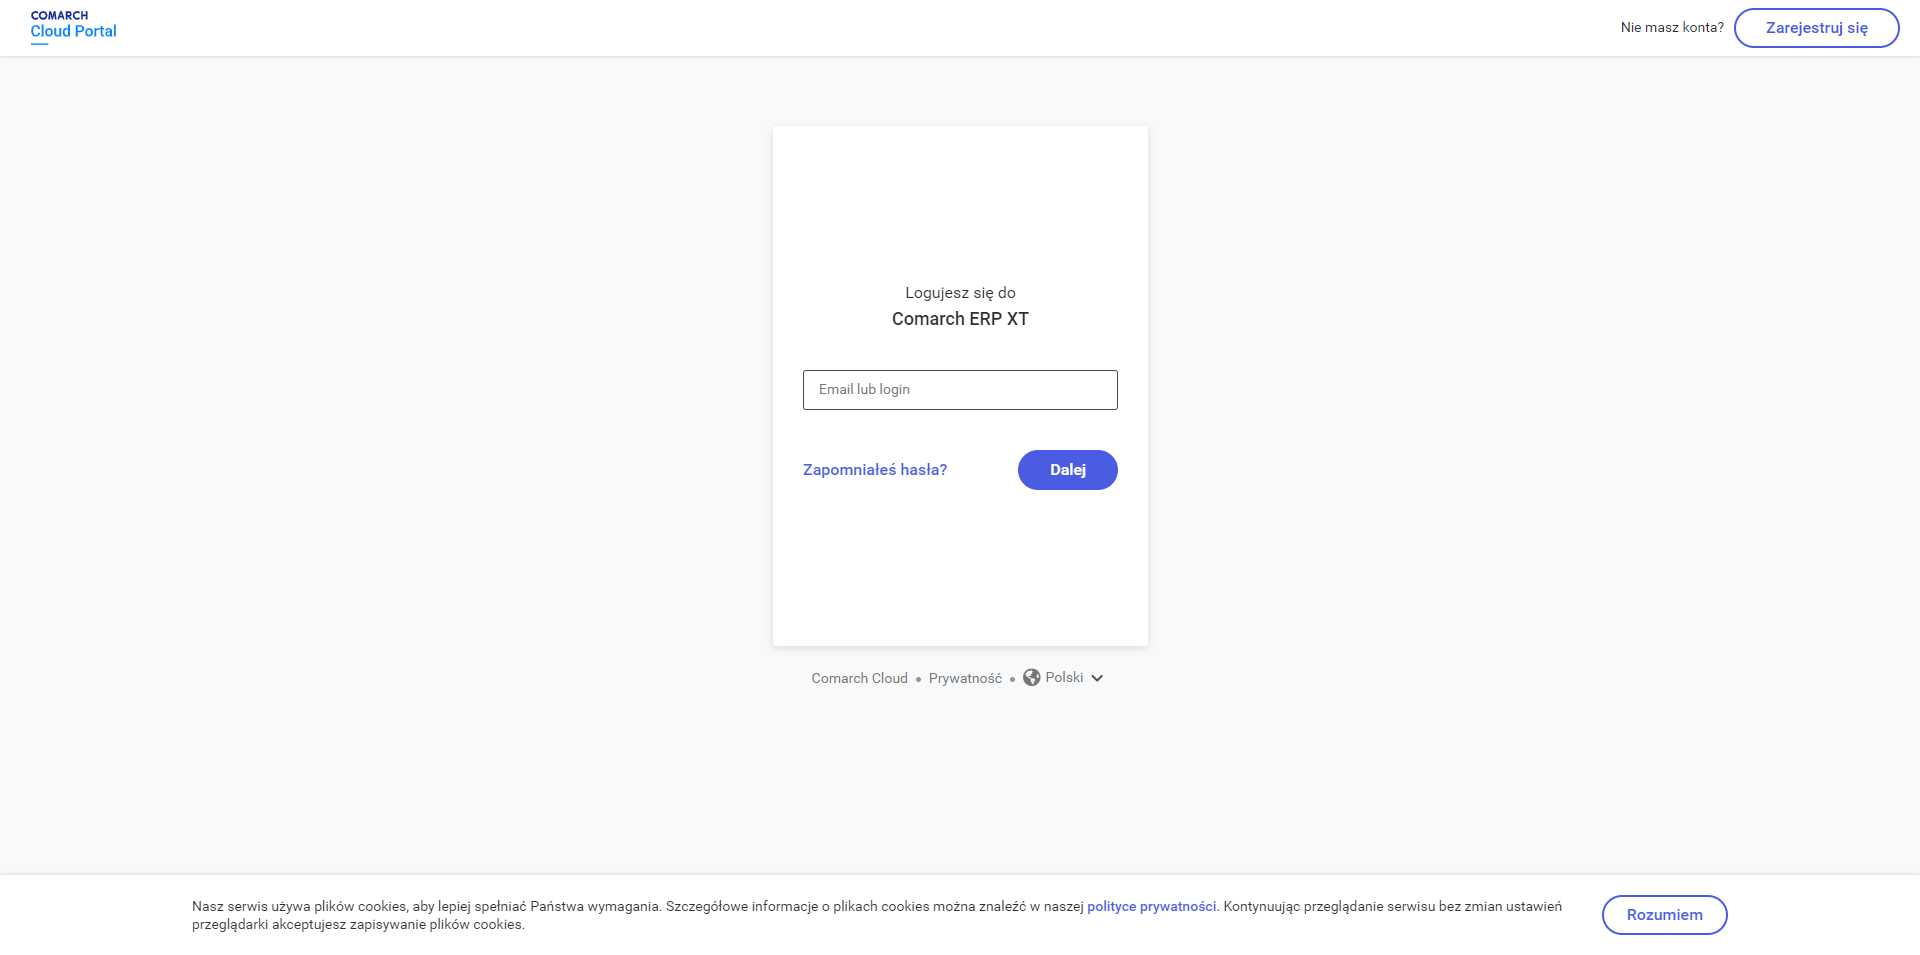 COMARCH
Cloud Portal
Nie masz konta?
Zarejestruj się
Logujesz się do
Comarch ERP XT
Email lub login
Zapomniałeś hasła?
Dalej
Comarch Cloud • Prywatność • Polski
Nasz serwis używa plików cookies, aby lepiej spełniać Państwa wymagania. Szczegółowe informacje o plikach cookies można znaleźć w naszej polityce prywatności. Kontynuując przeglądanie serwisu bez zmian ustawień
przeglądarki akceptujesz zapisywanie plików cookies.
Rozumiem